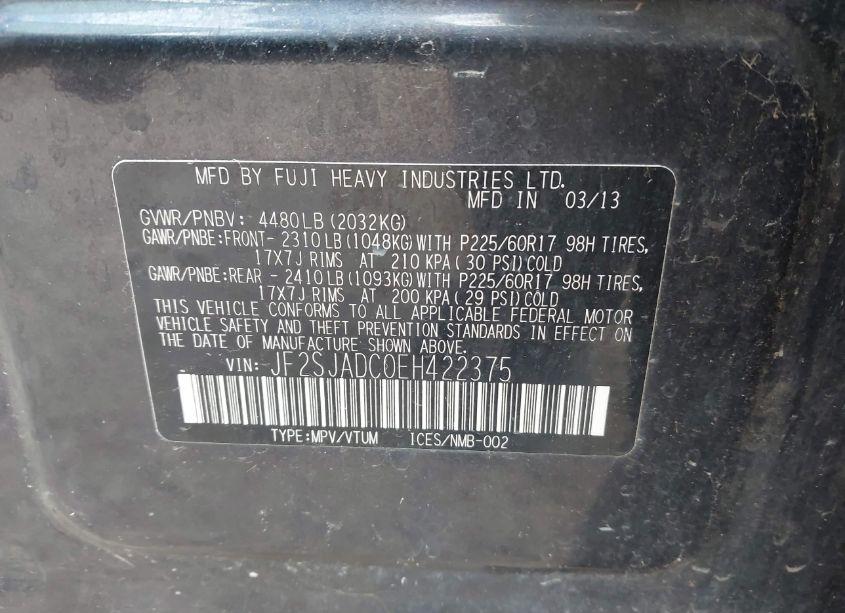 MFD BY FUJI HEAVY INDUSTRIES LTD.
MFD IN 03/13
GVWR/PNBV: 4480LB(2032KG)
GAWR/PNBE:FRONT- 2310LB(1048KG)WITH P225/60R17 98H TIRES,
17X7J RIMS AT 210 KPA(30 PSI)COLD
GAWR/PNBE:REAR - 2410LB(1093KG)WITH P225/60R17 98H TIRES,
17X7J RIMS AT 200 KPA(29 PSI)COLD
THIS VEHICLE CONFORMS TO ALL APPLICABLE FEDERAL MOTOR
VEHICLE SAFETY AND THEFT PREVENTION STANDARDS IN EFFECT ON
THE DATE OF MANUFACTURE SHOWN ABOVE.
VIN: JF2SJADC0EH422375
TYPE:MPV/VTUM ICES/NMB-002